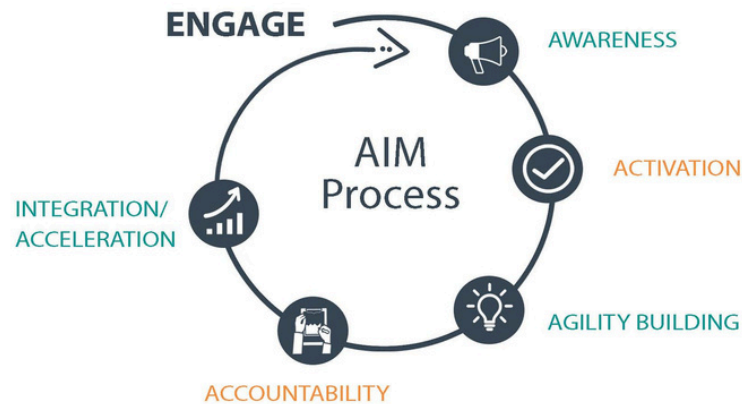 ENGAGE
AWARENESS
AIM
Process
ACTIVATION
INTEGRATION/
ACCELERATION
AGILITY BUILDING
ACCOUNTABILITY